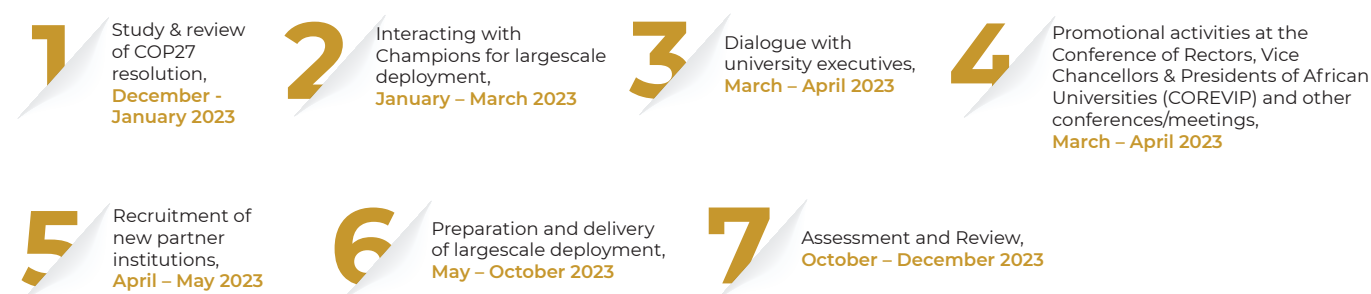 1
Study & review
of COP27
resolution,
December -
January 2023
2
Interacting with
Champions for largescale
deployment,
January – March 2023
3
Dialogue with
university executives,
March – April 2023
4
Promotional activities at the
Conference of Rectors, Vice
Chancellors & Presidents of African
Universities (COREVIP) and other
conferences/meetings,
March – April 2023
5
Recruitment of
new partner
institutions,
April – May 2023
6
Preparation and delivery
of largescale deployment,
May – October 2023
7
Assessment and Review,
October – December 2023